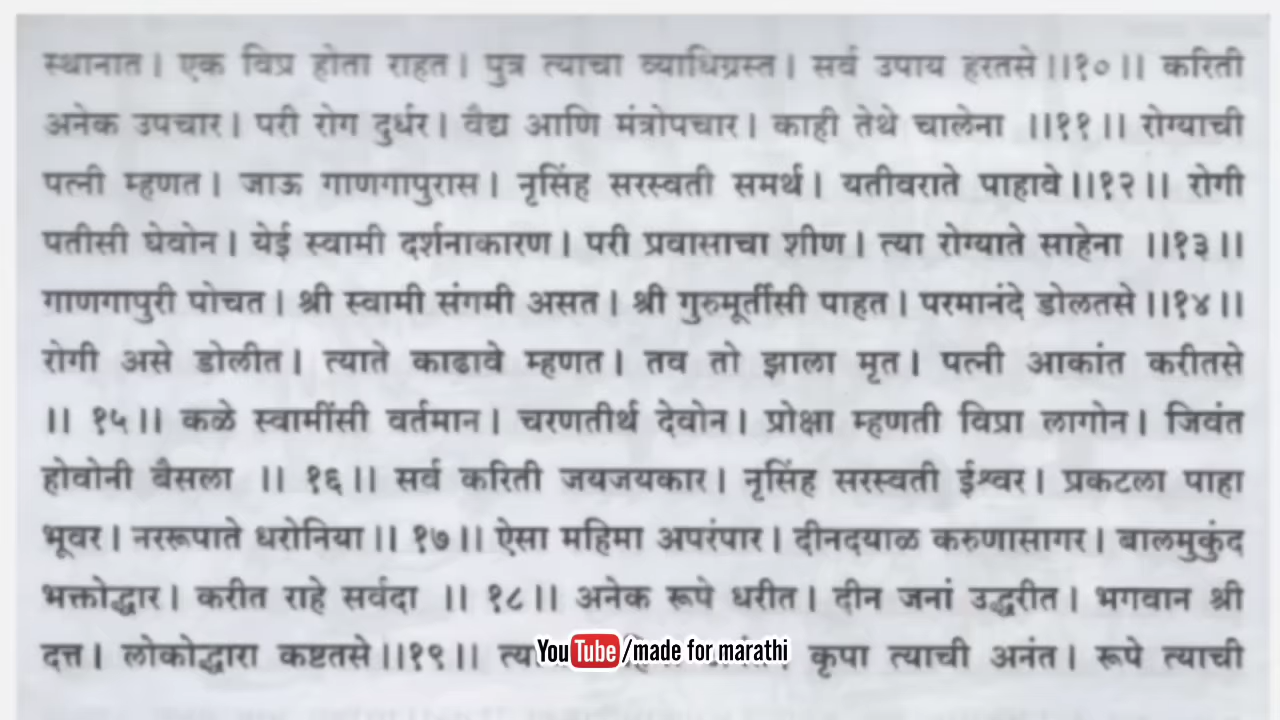 स्थानात। एक विप्र होता राहत। पुत्र त्याचा व्याधिग्रस्त। सर्व उपाय हरतसे।।१०।। करिती
अनेक उपचार। परी रोग दुर्धर। वैद्य आणि मंत्रोपचार। काही तेथे चालेना ।।११।। रोग्याची
पत्नी म्हणत। जाऊ गाणगापुरास। नृसिंह सरस्वती समर्थ। यतीवराते पाहावे।।१२।। रोगी
पतीसी घेवोन। येई स्वामी दर्शनाकारण। परी प्रवासाचा शीण। त्या रोग्याते साहेना ।।१३।।
गाणगापुरी पोचत। श्री स्वामी संगमी असत। श्री गुरुमूर्तीसी पाहत। परमानंदे डोलतसे।।१४।।
रोगी असे डोलीत। त्याते काढावे म्हणत। तव तो झाला मृत। पत्नी आकांत करीतसे
।। १५।। कळे स्वामींसी वर्तमान। चरणतीर्थ देवोन। प्रोक्षा म्हणती विप्रा लागोन। जिवंत
होवोनी बैसला ।। १६।। सर्व करिती जयजयकार। नृसिंह सरस्वती ईश्वर। प्रकटला पाहा
भूवर। नररूपाते धरोनिया।। १७।। ऐसा महिमा अपरंपार। दीनदयाळ करुणासागर। बालमुकुंद
भक्तोद्धार। करीत राहे सर्वदा ।। १८।। अनेक रूपे धरीत। दीन जनां उद्धरीत। भगवान श्री
दत्त। लोकोद्धारा कष्टतसे।।१९।। कृपा त्याची अनंत। रूपे त्याची
YouTube/made for marathi